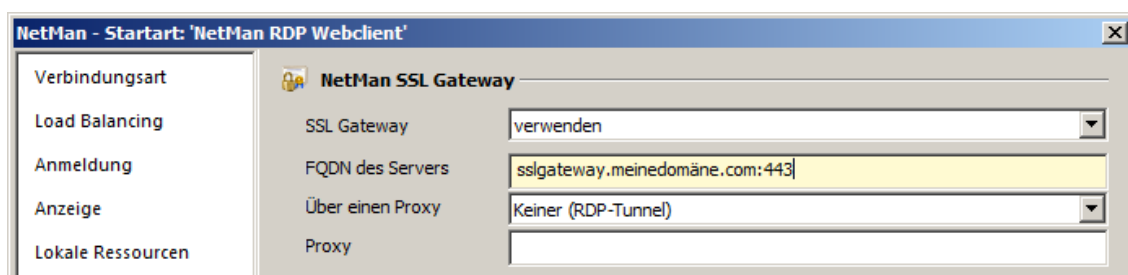 NetMan - Startart: 'NetMan RDP Webclient'
Verbindungsart
Load Balancing
Anmeldung
Anzeige
Lokale Ressourcen
NetMan SSL Gateway
SSL Gateway verwenden
FQDN des Servers sslgateway.meinedomäne.com:443
Über einen Proxy Keiner (RDP-Tunnel)
Proxy